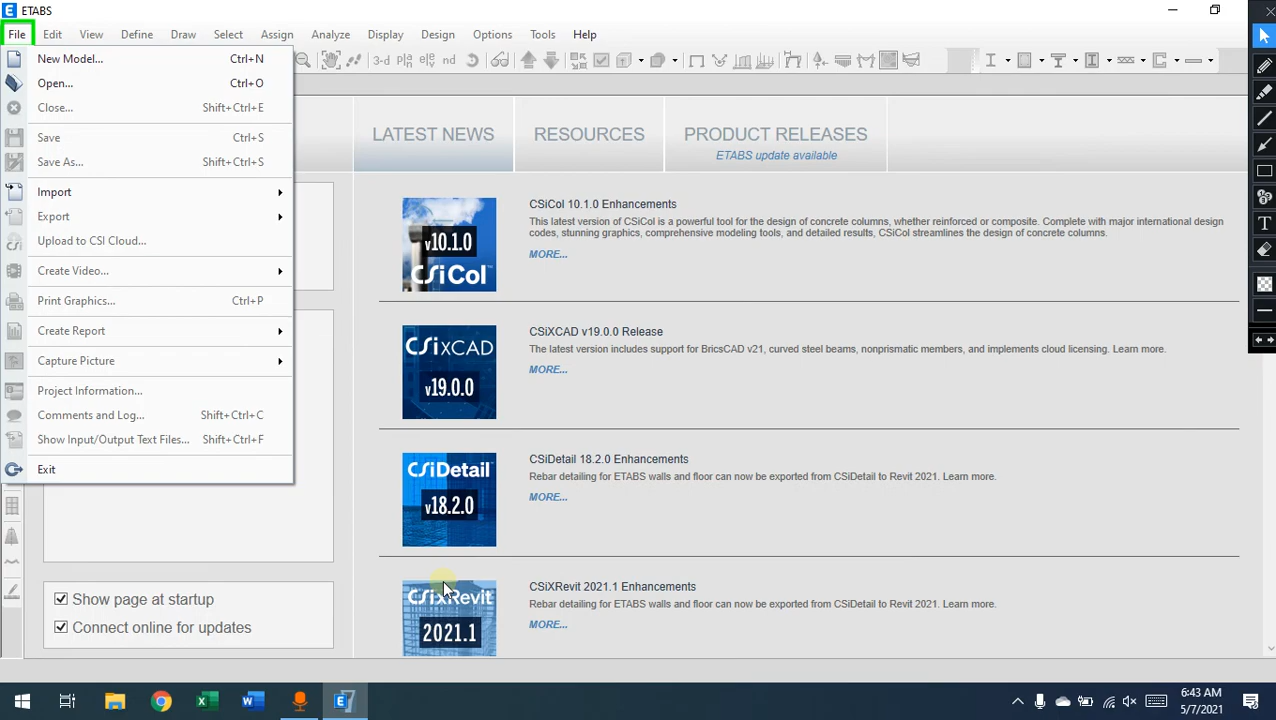 ETABS
File Edit View Define Draw Select Assign Analyze Display Design Options Tools Help
New Model... Ctrl+N
Open... Ctrl+O
Close... Shift+Ctrl+E
Save Ctrl+S
Save As... Shift+Ctrl+S
Import
Export
Upload to CSI Cloud...
Create Video...
Print Graphics... Ctrl+P
Create Report
Capture Picture
Project Information...
Comments and Log... Shift+Ctrl+C
Show Input/Output Text Files... Shift+Ctrl+F
Exit
3-d
nd
LATEST NEWS
RESOURCES
PRODUCT RELEASES
ETABS update available
v10.1.0
CSiCol
CSiCol 10.1.0 Enhancements
This latest version of CSiCol is a powerful tool for the design of concrete columns, whether reinforced or composite. Complete with major international design
codes, stunning graphics, comprehensive modeling tools, and detailed results, CSiCol streamlines the design of concrete columns.
MORE...
CSiXCAD
v19.0.0
CSiXCAD v19.0.0 Release
The latest version includes support for BricsCAD v21, curved steel beams, nonprismatic members, and implements cloud licensing. Learn more.
MORE...
CSiDetail
v18.2.0
CSiDetail 18.2.0 Enhancements
Rebar detailing for ETABS walls and floor can now be exported from CSiDetail to Revit 2021. Learn more.
MORE...
CSiXRevit
2021.1
CSiXRevit 2021.1 Enhancements
Rebar detailing for ETABS walls and floor can now be exported from CSiDetail to Revit 2021. Learn more.
MORE...
Show page at startup
Connect online for updates
6:43 AM
5/7/2021